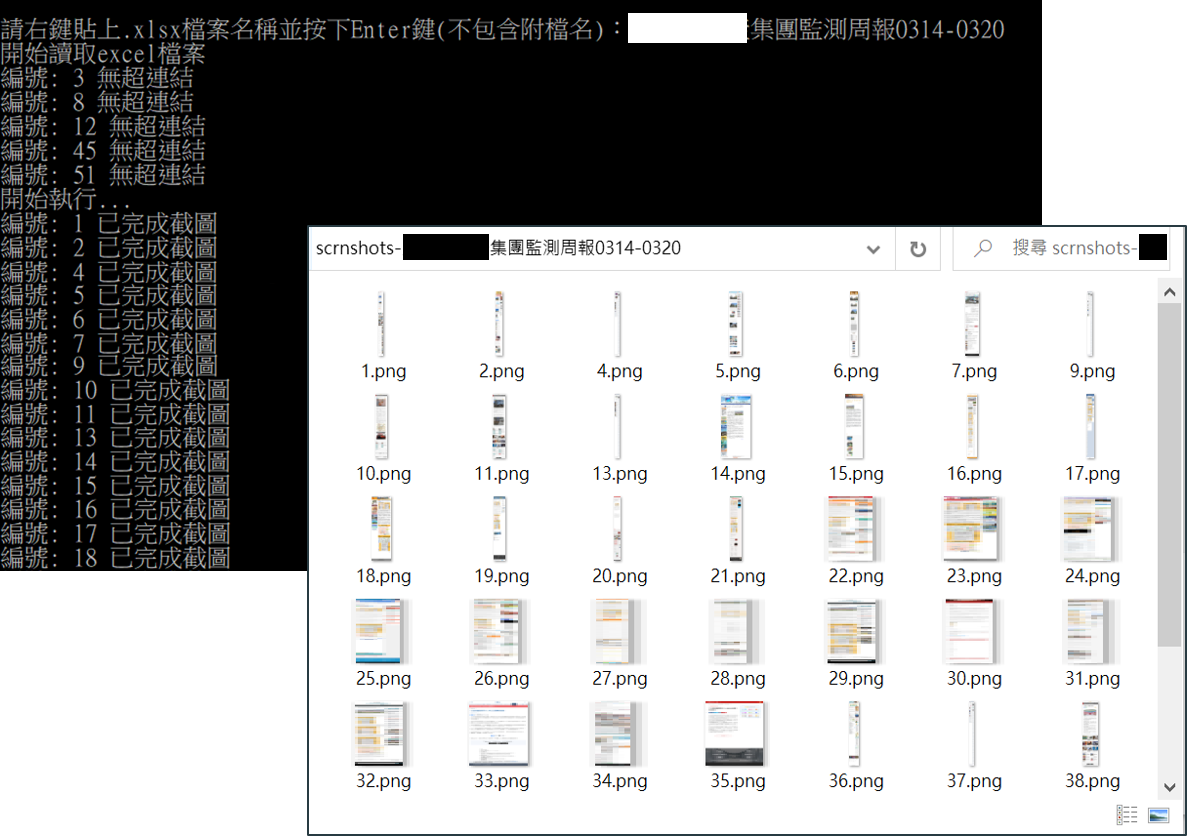 請右鍵貼上.xlsx檔案名稱並按下Enter鍵(不包含附檔名)：集團監測周報0314-0320
開始讀取excel檔案
編號: 3 無超連結
編號: 8 無超連結
編號: 12 無超連結
編號: 45 無超連結
編號: 51 無超連結
開始執行...
編號: 1 已完成截圖
編號: 2 已完成截圖
編號: 4 已完成截圖
編號: 5 已完成截圖
編號: 6 已完成截圖
編號: 7 已完成截圖
編號: 9 已完成截圖
編號: 10 已完成截圖
編號: 11 已完成截圖
編號: 13 已完成截圖
編號: 14 已完成截圖
編號: 15 已完成截圖
編號: 16 已完成截圖
編號: 17 已完成截圖
編號: 18 已完成截圖
scrnshots-集團監測周報0314-0320
搜尋 scrnshots-
1.png 2.png 4.png 5.png 6.png 7.png 9.png
10.png 11.png 13.png 14.png 15.png 16.png 17.png
18.png 19.png 20.png 21.png 22.png 23.png 24.png
25.png 26.png 27.png 28.png 29.png 30.png 31.png
32.png 33.png 34.png 35.png 36.png 37.png 38.png